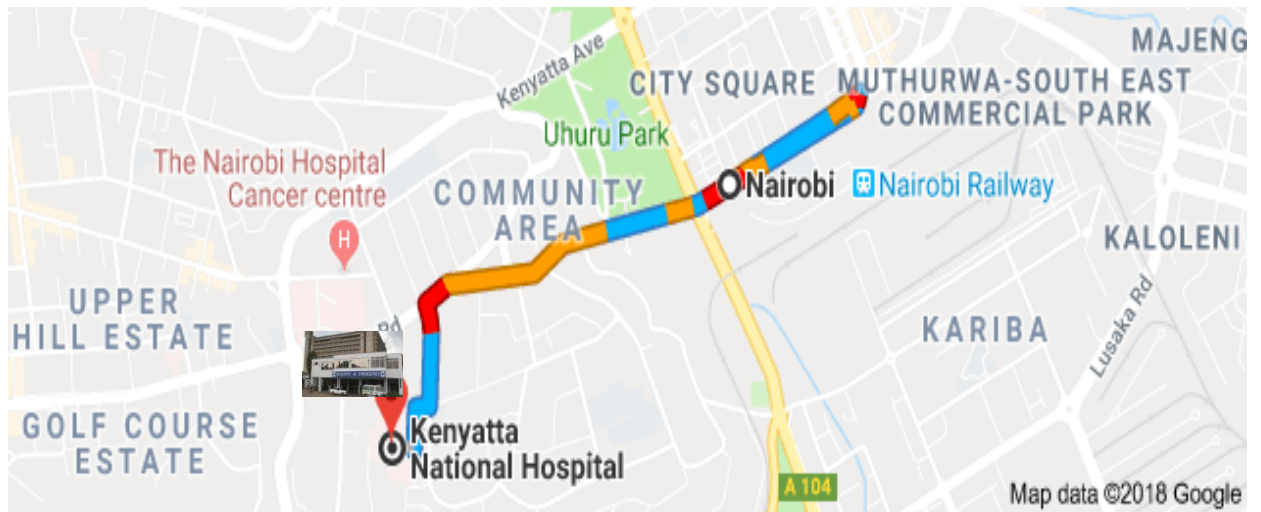 MAJENG
Kenyatta Ave
CITY SQUARE
MUTHURWA-SOUTH EAST
COMMERCIAL PARK
Uhuru Park
The Nairobi Hospital
Cancer centre
H
COMMUNITY
AREA
Nairobi
Nairobi Railway
KALOLENI
UPPER
HILL ESTATE
Rd
KARIBA
Lusaka Rd
GOLF COURSE
ESTATE
Kenyatta
National Hospital
A 104
Map data ©2018 Google